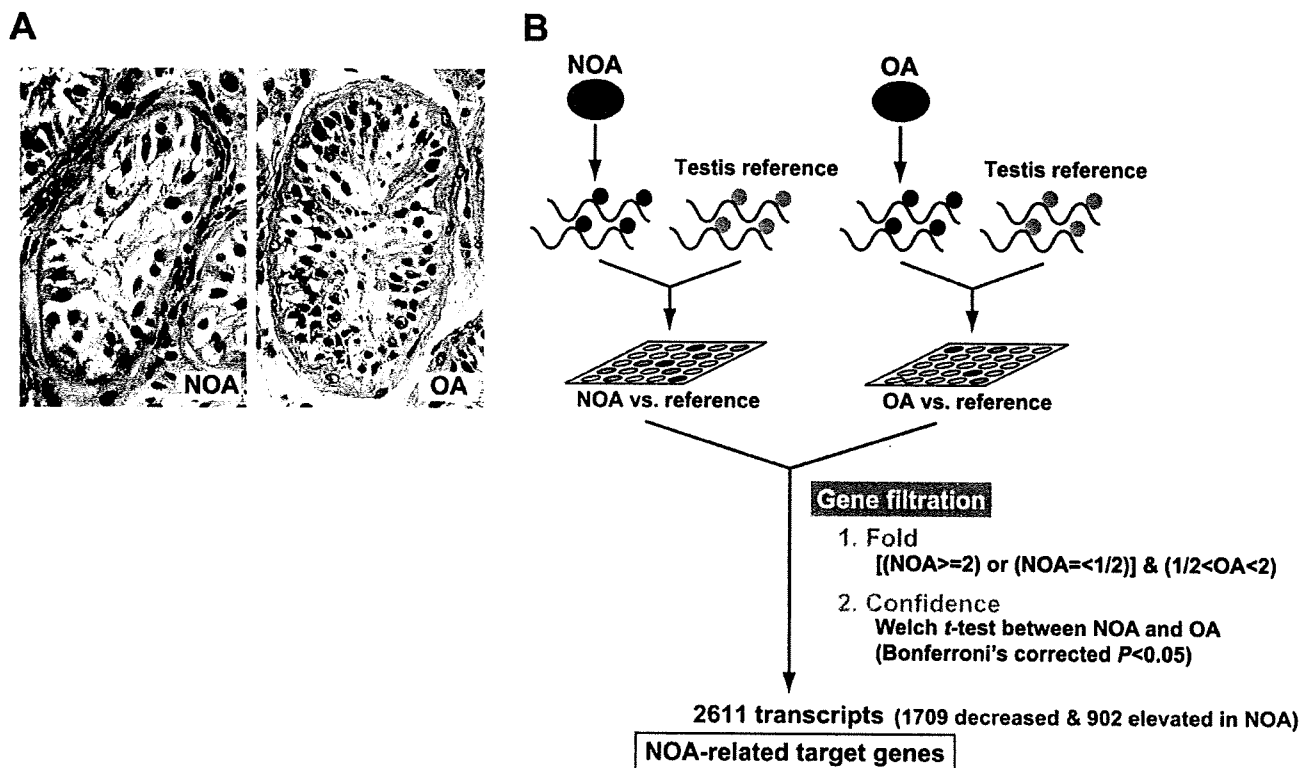 A
NOA
OA
B
NOA
OA
Testis reference
Testis reference
NOA vs. reference
OA vs. reference
Gene filtration
1. Fold
[(NOA>=2) or (NOA=<1/2)] & (1/2<OA<2)
2. Confidence
Welch t-test between NOA and OA
(Bonferroni's corrected P<0.05)
2611 transcripts (1709 decreased & 902 elevated in NOA)
NOA-related target genes